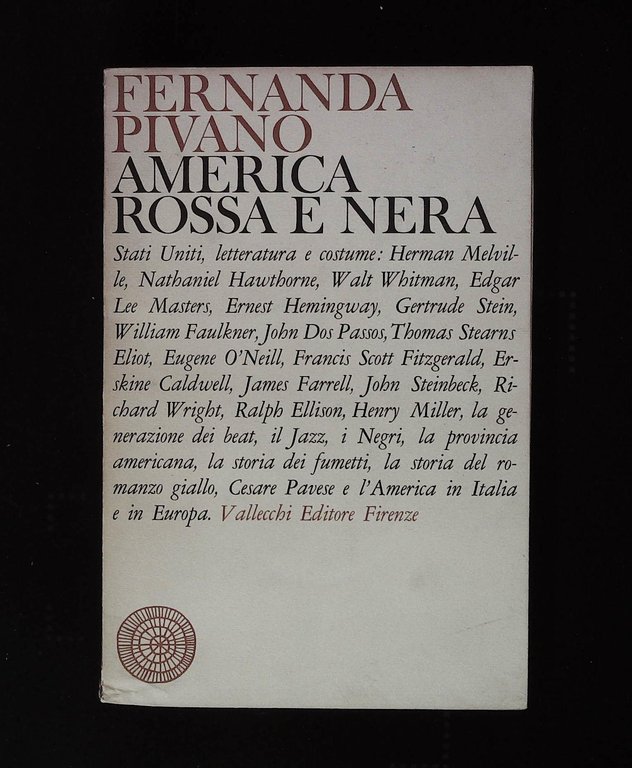 FERNANDA
PIVANO
AMERICA
ROSSA E NERA
Stati Uniti, letteratura e costume: Herman Melvil-
le, Nathaniel Hawthorne, Walt Whitman, Edgar
Lee Masters, Ernest Hemingway, Gertrude Stein,
William Faulkner, John Dos Passos, Thomas Stearns
Eliot, Eugene O'Neill, Francis Scott Fitzgerald, Er-
skine Caldwell, James Farrell, John Steinbeck, Ri-
chard Wright, Ralph Ellison, Henry Miller, la ge-
nerazione dei beat, il Jazz, i Negri, la provincia
americana, la storia dei fumetti, la storia del ro-
manzo giallo, Cesare Pavese e l'America in Italia
e in Europa. Vallecchi Editore Firenze